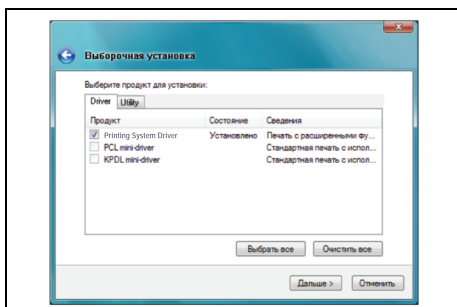 Выборочная установка
Выберите продукт для установки:
Driver Utility
Продукт Состояние Сведения
Printing System Driver Установлено Печать с расширенными фу...
PCL mini-driver Стандартная печать с испол...
KPDL mini-driver Стандартная печать с испол...
Выбрать все Очистить все
Дальше > Отменить